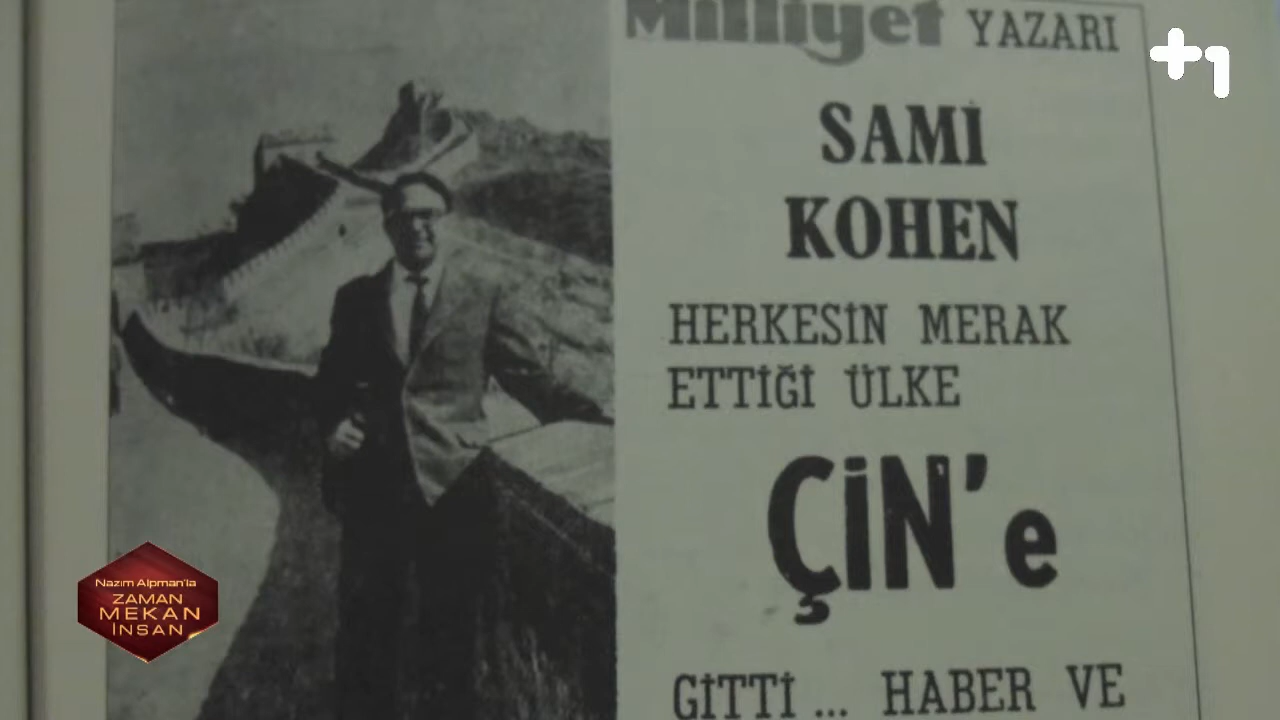 Milliyet YAZARI
+1
SAMİ
KOHEN
HERKESİN MERAK
ETTİĞİ ÜLKE
ÇİN'e
GİTTİ... HABER VE
Nazım Alpman'la
ZAMAN
MEKAN
İNSAN